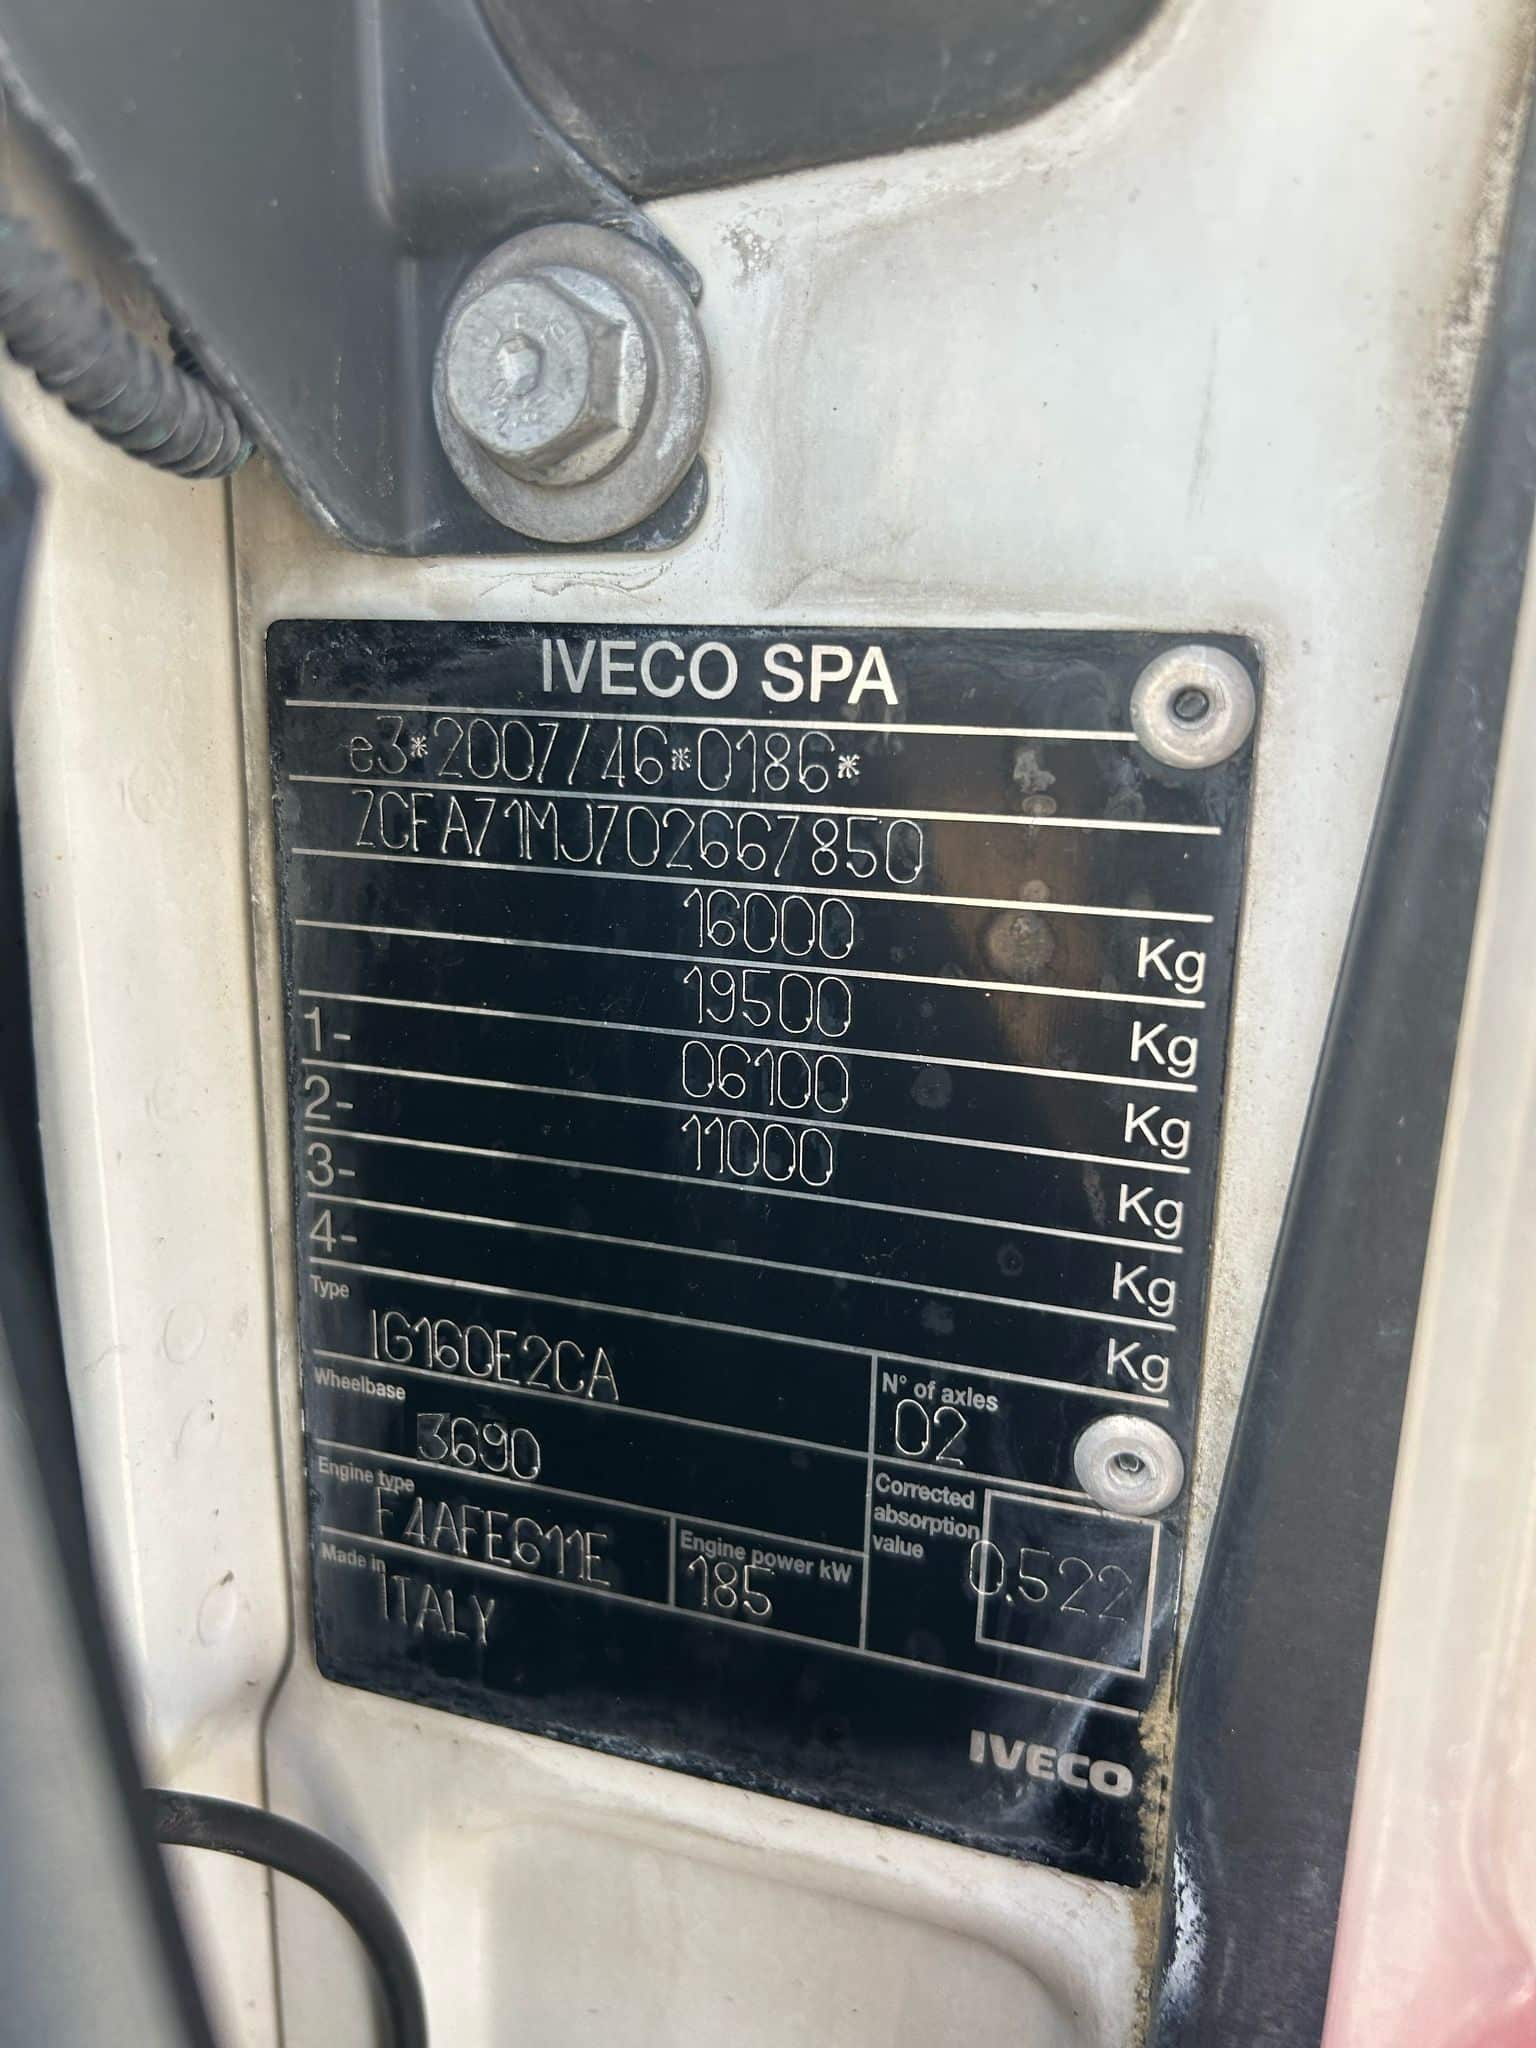 IVECO SPA
e3*2007/46*0186*
ZCFA71MJ702667850
16000 Kg
19500 Kg
1- 06100 Kg
2- 11000 Kg
3- Kg
4- Kg
Type
IG160E2CA
N° of axles
02
Wheelbase
3690
Corrected
absorption
value
0.522
Engine type
F4AFE611E
Engine power kW
185
Made in
ITALY
IVECO